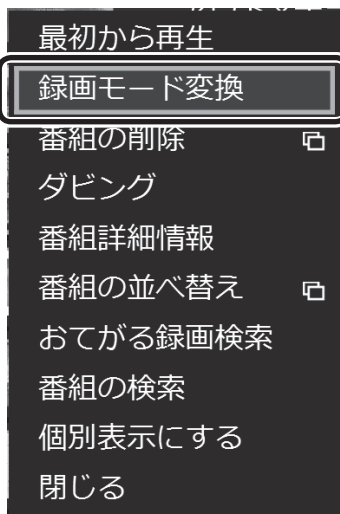 最初から再生
録画モード変換
番組の削除
ダビング
番組詳細情報
番組の並べ替え
おてがる録画検索
番組の検索
個別表示にする
閉じる